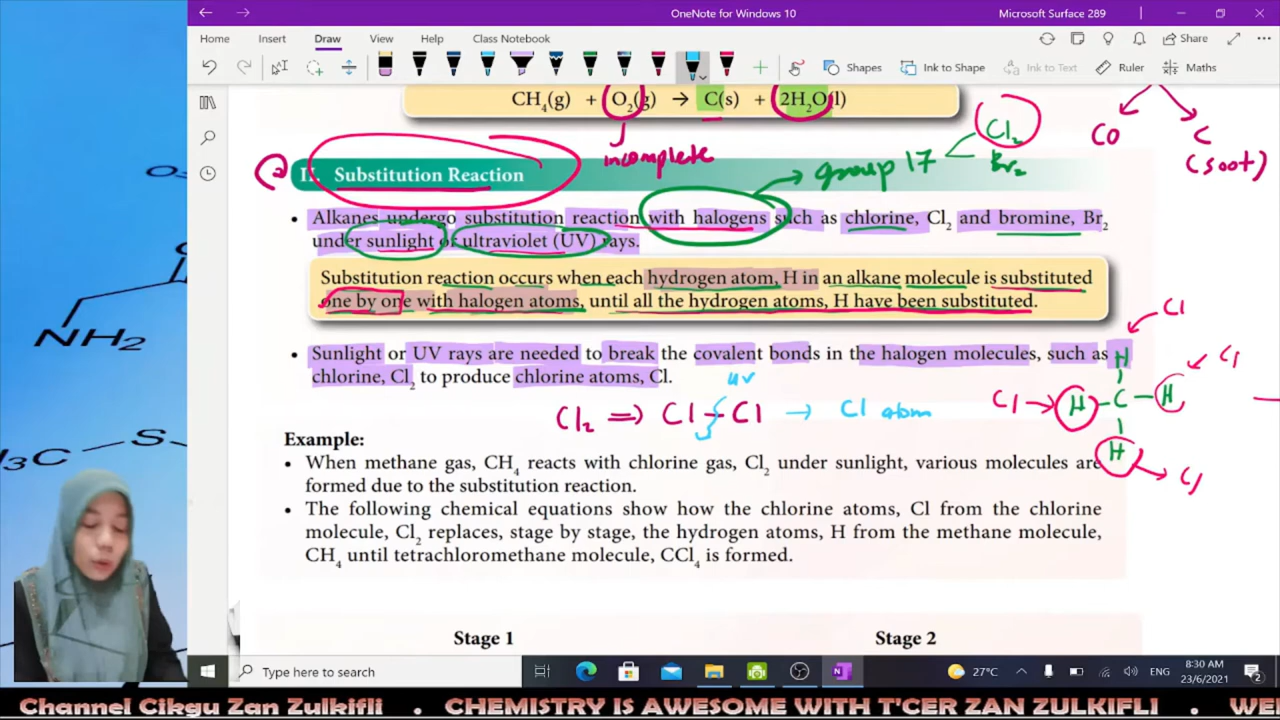 OneNote for Windows 10
Microsoft Surface 289
Home Insert Draw View Help Class Notebook
Share
Shapes Ink to Shape Ink to Text Ruler Maths
CH4(g) + O2(g) → C(s) + 2H2O(l)
incomplete
Cl2
group 17
Br2
CO C
(soot)
II. Substitution Reaction
• Alkanes undergo substitution reaction with halogens such as chlorine, Cl2 and bromine, Br2
under sunlight or ultraviolet (UV) rays.
Substitution reaction occurs when each hydrogen atom, H in an alkane molecule is substituted
one by one with halogen atoms, until all the hydrogen atoms, H have been substituted.
• Sunlight or UV rays are needed to break the covalent bonds in the halogen molecules, such as
chlorine, Cl2 to produce chlorine atoms, Cl.
uv
Cl2 ⇒ Cl – Cl → Cl atom
Cl
H
Cl
Cl → H – C – H
H
Cl
Example:
• When methane gas, CH4 reacts with chlorine gas, Cl2 under sunlight, various molecules are
formed due to the substitution reaction.
• The following chemical equations show how the chlorine atoms, Cl from the chlorine
molecule, Cl2 replaces, stage by stage, the hydrogen atoms, H from the methane molecule,
CH4 until tetrachloromethane molecule, CCl4 is formed.
Stage 1 Stage 2
NH2
H3C S
Type here to search
27°C
ENG
8:30 AM
23/6/2021
Channel Cikgu Zan Zulkifli • CHEMISTRY IS AWESOME WITH T'CER ZAN ZULKIFLI • WE